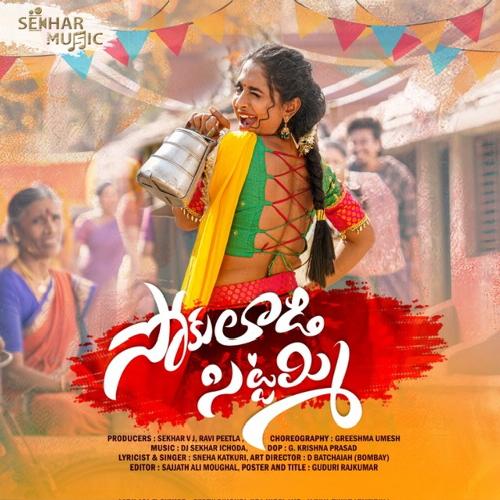 SEKHAR
MUSIC
సోకులాడి
సిట్టమ్మి
PRODUCERS : SEKHAR V J, RAVI PEETLA, CHOREOGRAPHY : GREESHMA UMESH
MUSIC : DJ SEKHAR ICHODA, DOP : G. KRISHNA PRASAD
LYRICIST & SINGER : SNEHA KATKURI, ART DIRECTOR : D BATCHAIAH (BOMBAY)
EDITOR : SAJJATH ALI MOUGHAL, POSTER AND TITLE : GUDURI RAJKUMAR